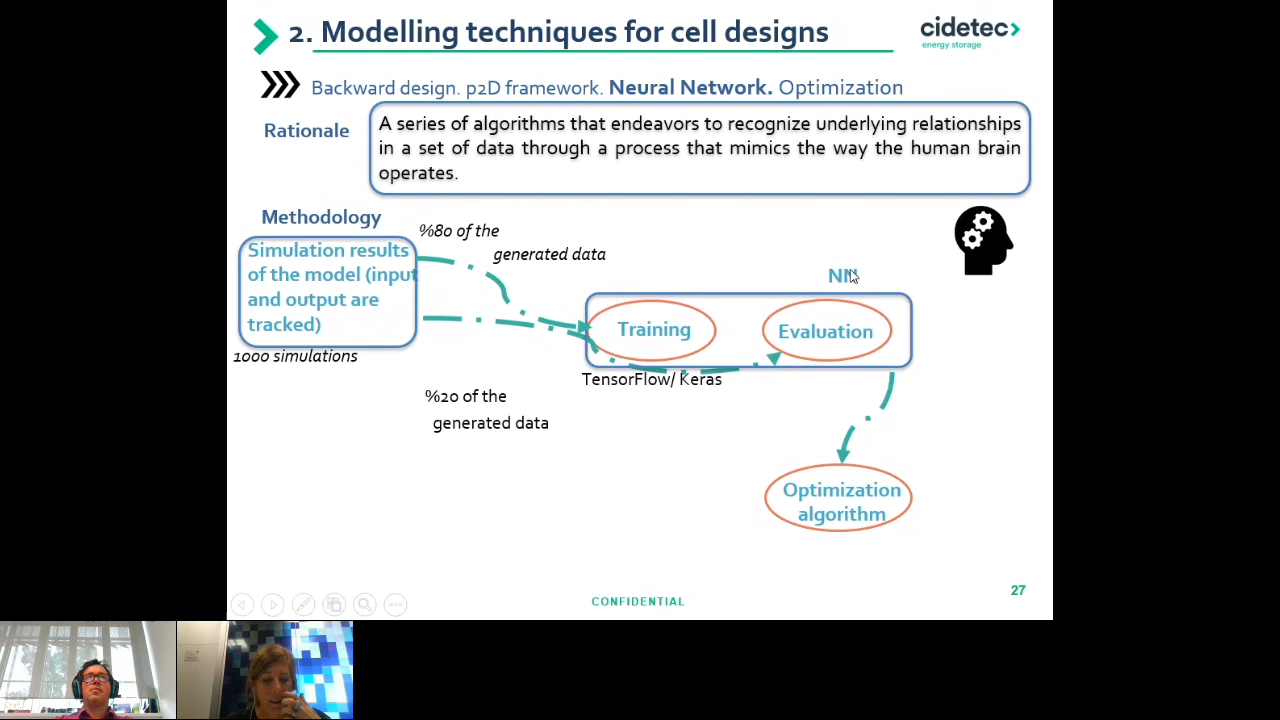 2. Modelling techniques for cell designs
cidetec
energy storage
Backward design. p2D framework. Neural Network. Optimization
Rationale
A series of algorithms that endeavors to recognize underlying relationships
in a set of data through a process that mimics the way the human brain
operates.
Methodology
%80 of the
generated data
Simulation results
of the model (input
and output are
tracked)
1000 simulations
NN
Training
Evaluation
TensorFlow/ Keras
%20 of the
generated data
Optimization
algorithm
CONFIDENTIAL
27